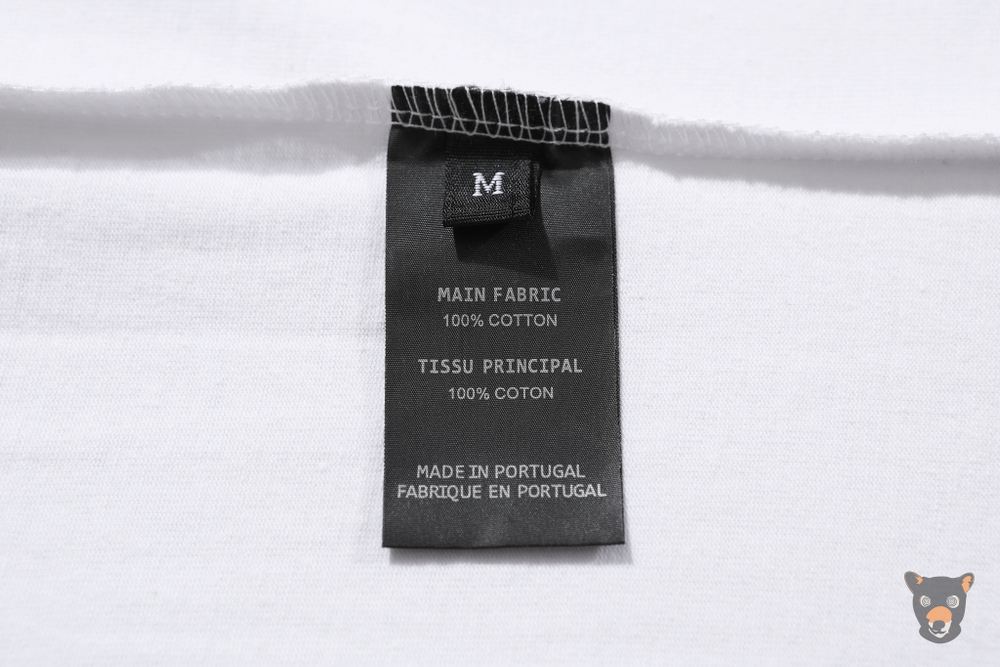 M
MAIN FABRIC
100% COTTON
TISSU PRINCIPAL
100% COTON
MADE IN PORTUGAL
FABRIQUE EN PORTUGAL